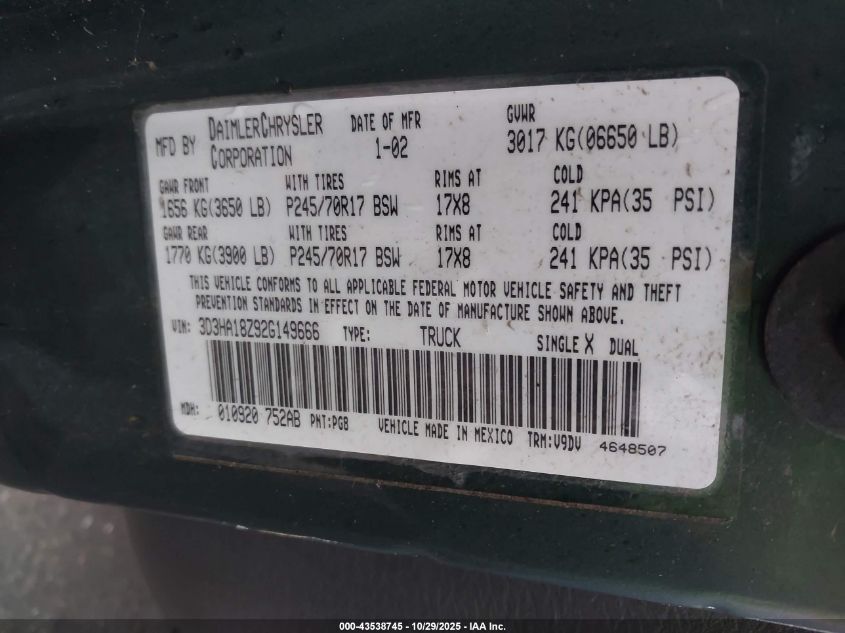 MFD BY DAIMLERCHRYSLER CORPORATION DATE OF MFR 1-02 GVWR 3017 KG(06650 LB)
GAWR FRONT WITH TIRES RIMS AT COLD
1656 KG(3650 LB) P245/70R17 BSW 17X8 241 KPA(35 PSI)
GAWR REAR WITH TIRES RIMS AT COLD
1770 KG(3900 LB) P245/70R17 BSW 17X8 241 KPA(35 PSI)
THIS VEHICLE CONFORMS TO ALL APPLICABLE FEDERAL MOTOR VEHICLE SAFETY AND THEFT
PREVENTION STANDARDS IN EFFECT ON THE DATE OF MANUFACTURE SHOWN ABOVE.
VIN: 3D3HA18Z92G149666 TYPE: TRUCK SINGLE X DUAL
MDH: 010920 752AB PNT:PGB VEHICLE MADE IN MEXICO TRM:V9DV 4648507
000-43538745 - 10/29/2025 - IAA Inc.